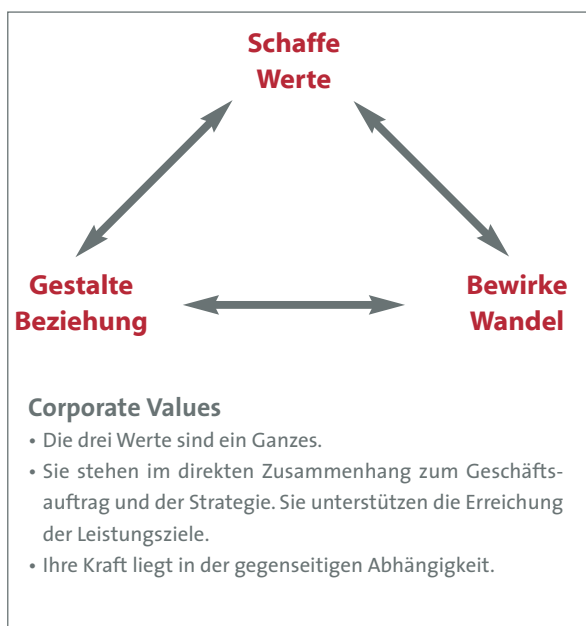 Schaffe
Werte
Gestalte
Beziehung
Bewirke
Wandel
Corporate Values
• Die drei Werte sind ein Ganzes.
• Sie stehen im direkten Zusammenhang zum Geschäfts-
auftrag und der Strategie. Sie unterstützen die Erreichung
der Leistungsziele.
• Ihre Kraft liegt in der gegenseitigen Abhängigkeit.